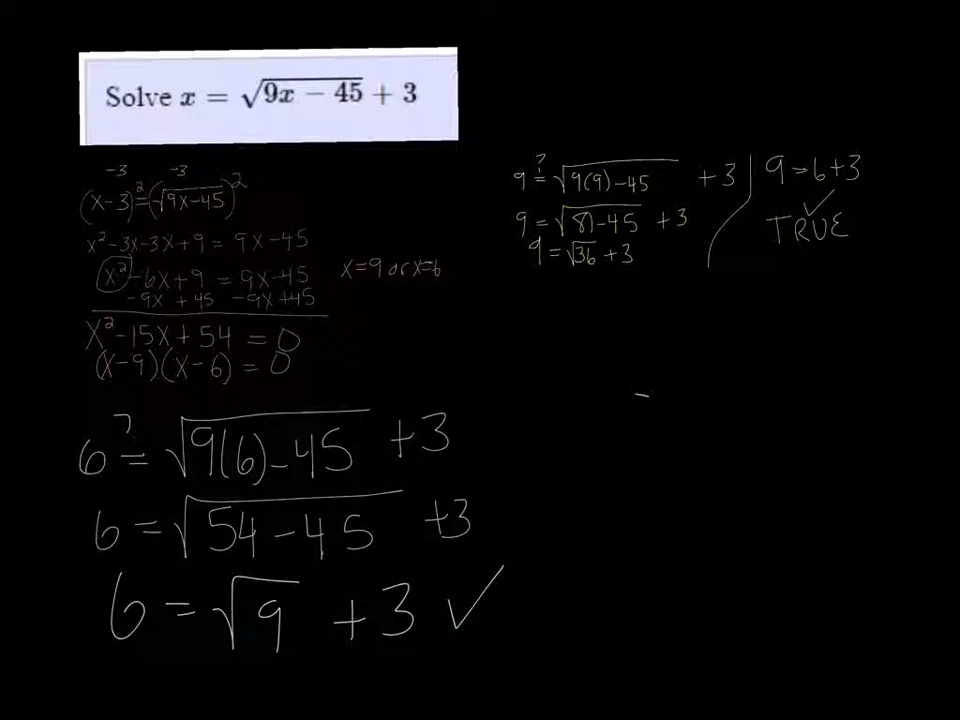 Solve x = √(9x − 45) + 3
-3 -3
(x-3)² = (√(9x-45))²
x²-3x-3x+9 = 9x-45
x²-6x+9 = 9x-45
-9x +45 -9x +45
x²-15x+54 = 0
(x-9)(x-6) = 0
x=9 or x=6
6 ≟ √(9(6)-45) +3
6 = √(54-45) +3
6 = √9 +3 ✓
9 ≟ √(9(9)-45) +3
9 = √(81-45) +3
9 = √36 +3
9=6+3
✓
TRUE